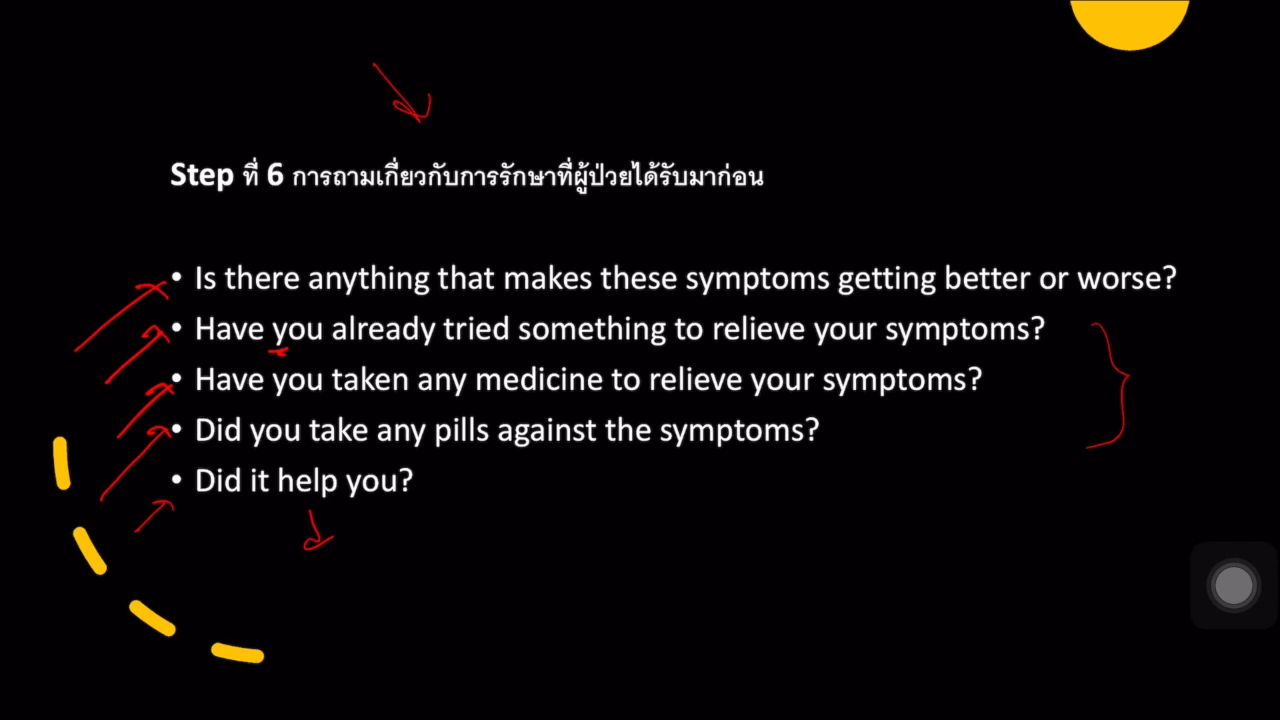 Step ที่ 6 การถามเกี่ยวกับการรักษาที่ผู้ป่วยได้รับมาก่อน
• Is there anything that makes these symptoms getting better or worse?
• Have you already tried something to relieve your symptoms?
• Have you taken any medicine to relieve your symptoms?
• Did you take any pills against the symptoms?
• Did it help you?